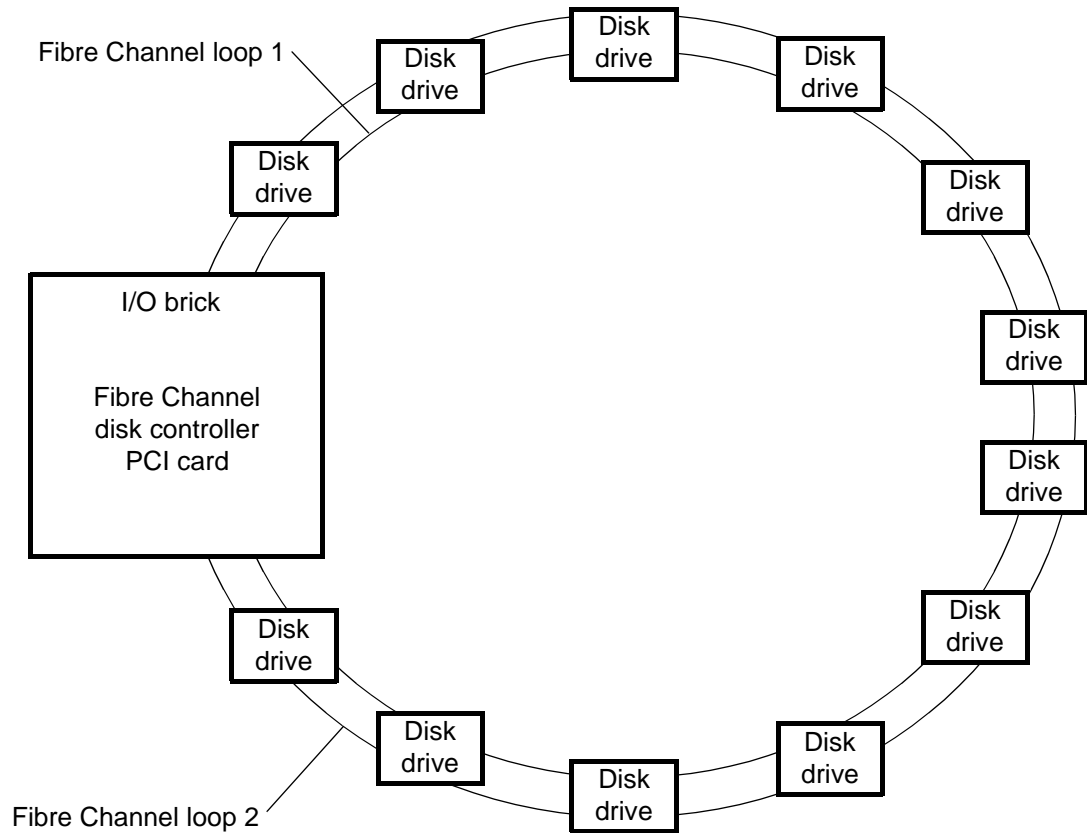 Fibre Channel loop 1
Disk
drive
Disk
drive
Disk
drive
Disk
drive
Disk
drive
Disk
drive
I/O brick
Fibre Channel
disk controller
PCI card
Disk
drive
Disk
drive
Disk
drive
Disk
drive
Disk
drive
Disk
drive
Fibre Channel loop 2